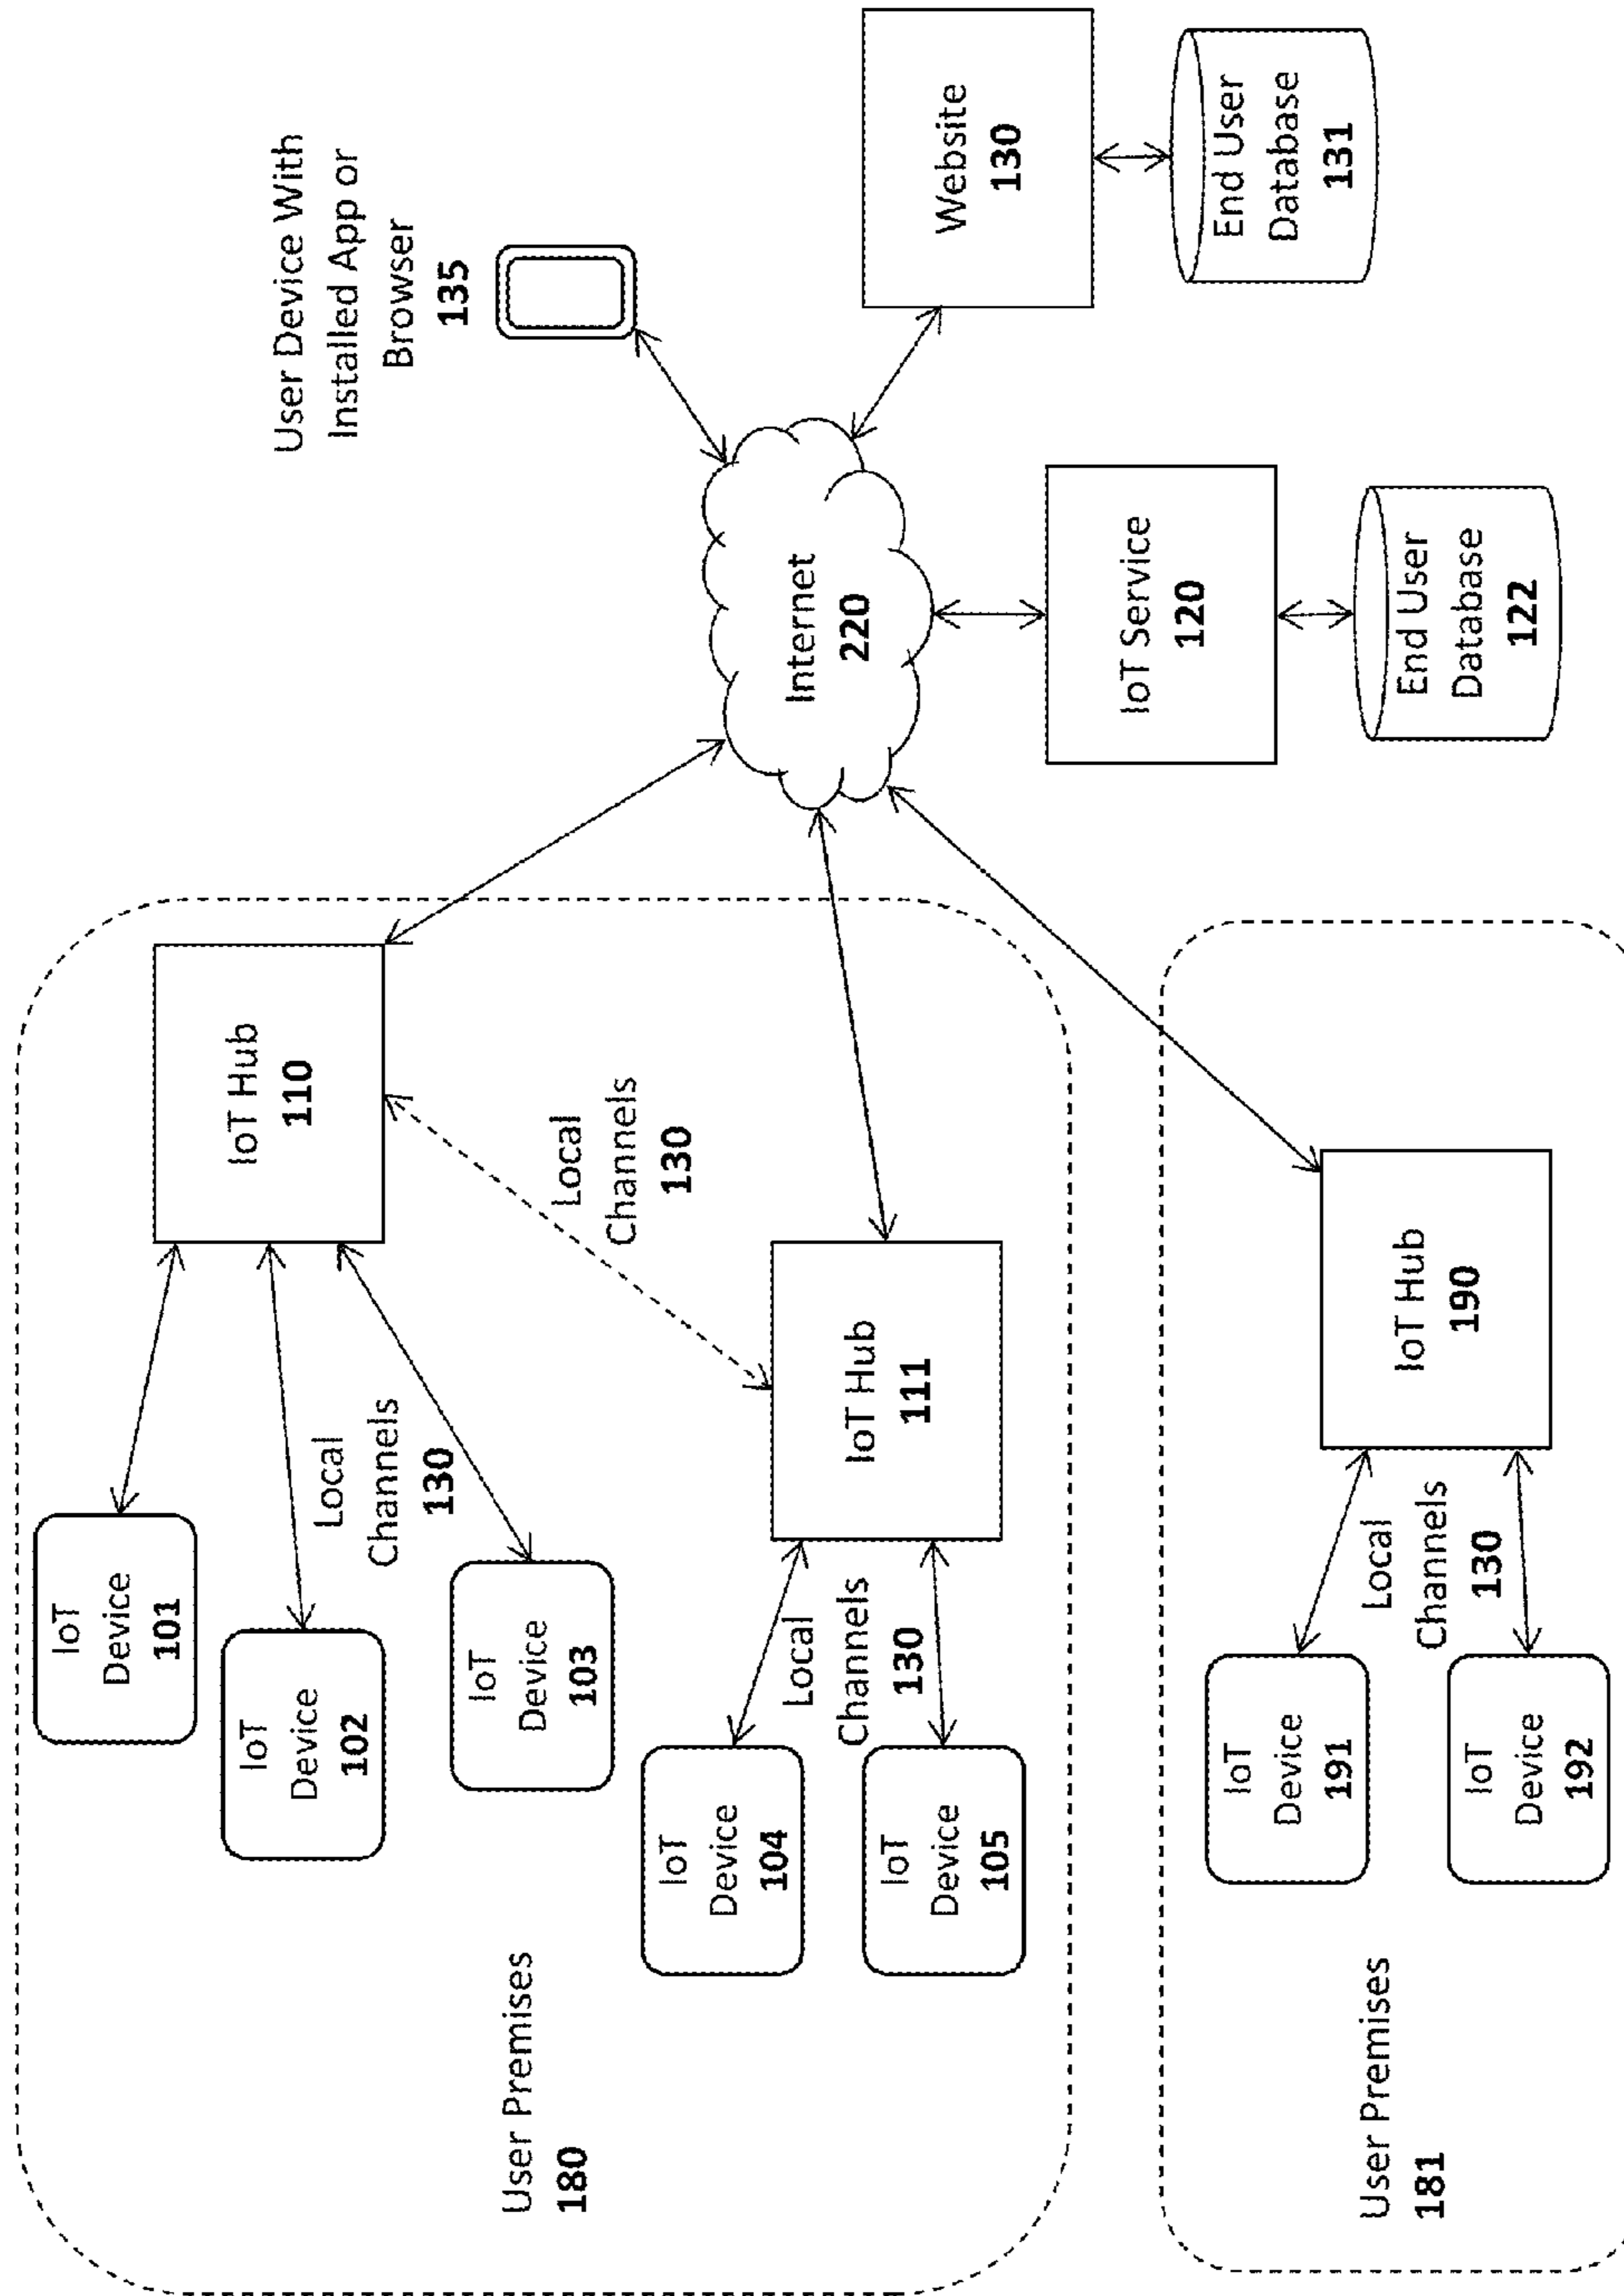 User Premises
180
IoT
Device
101
IoT
Device
102
IoT
Device
103
Local
Channels
130
IoT Hub
110
Local
Channels
130
IoT
Device
104
IoT
Device
105
Local
Channels
130
IoT Hub
111
User Premises
181
IoT
Device
191
IoT
Device
192
Local
Channels
130
IoT Hub
190
Internet
220
User Device With
Installed App or
Browser
135
Website
130
End User
Database
131
IoT Service
120
End User
Database
122